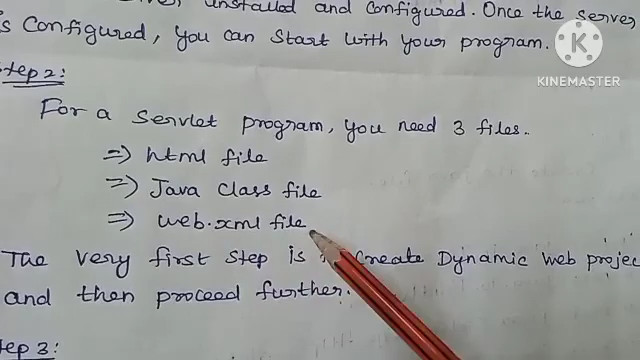 installed and configured. Once the server,
is configured, you can start with your program.
KINEMASTER
Step 2:
For a servlet program, you need 3 files..
=> html file
=> Java class file
=> web.xml file
The very first step is create Dynamic web projec
and then proceed further.
Step 3: